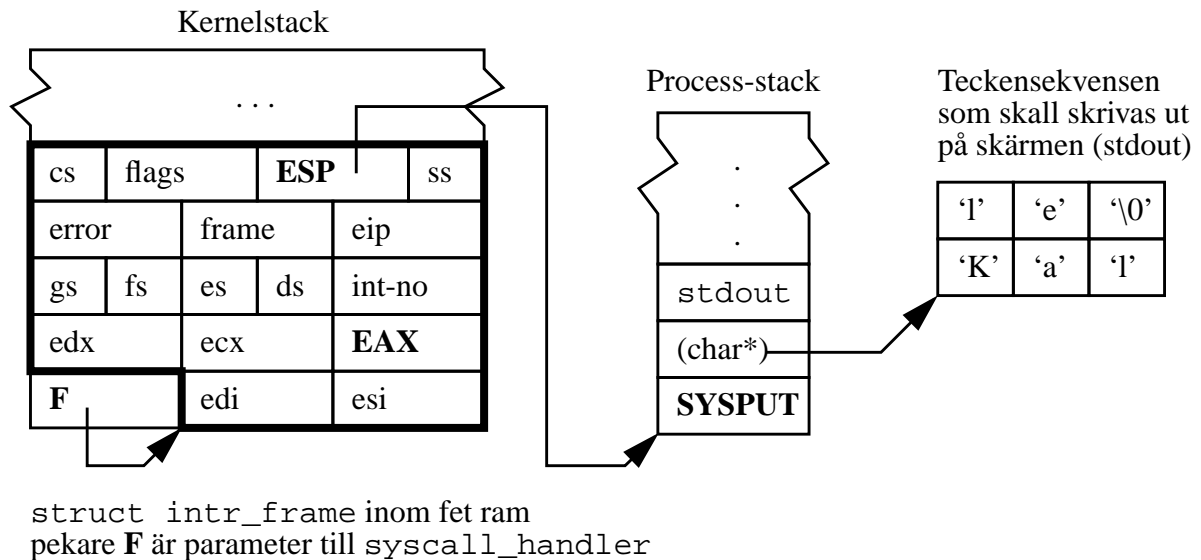 Kernelstack
. . .
cs flags ESP ss
error frame eip
gs fs es ds int-no
edx ecx EAX
F edi esi
Process-stack
.
.
.
stdout
(char*)
SYSPUT
Teckensekvensen
som skall skrivas ut
på skärmen (stdout)
‘l’ ‘e’ ‘\0’
‘K’ ‘a’ ‘l’
struct intr_frame inom fet ram
pekare F är parameter till syscall_handler